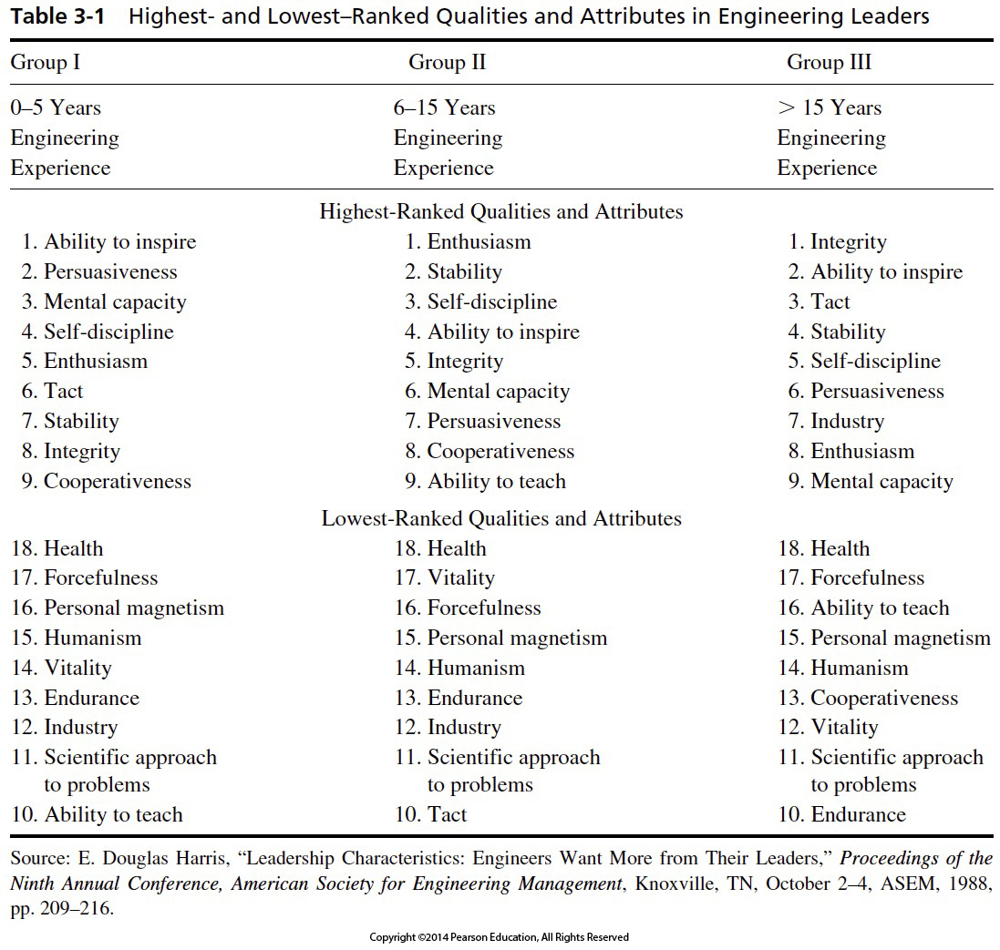 Table 3-1 Highest- and Lowest–Ranked Qualities and Attributes in Engineering Leaders
Group I Group II Group III
0–5 Years 6–15 Years > 15 Years
Engineering Engineering Engineering
Experience Experience Experience
Highest-Ranked Qualities and Attributes
1. Ability to inspire 1. Enthusiasm 1. Integrity
2. Persuasiveness 2. Stability 2. Ability to inspire
3. Mental capacity 3. Self-discipline 3. Tact
4. Self-discipline 4. Ability to inspire 4. Stability
5. Enthusiasm 5. Integrity 5. Self-discipline
6. Tact 6. Mental capacity 6. Persuasiveness
7. Stability 7. Persuasiveness 7. Industry
8. Integrity 8. Cooperativeness 8. Enthusiasm
9. Cooperativeness 9. Ability to teach 9. Mental capacity
Lowest-Ranked Qualities and Attributes
18. Health 18. Health 18. Health
17. Forcefulness 17. Vitality 17. Forcefulness
16. Personal magnetism 16. Forcefulness 16. Ability to teach
15. Humanism 15. Personal magnetism 15. Personal magnetism
14. Vitality 14. Humanism 14. Humanism
13. Endurance 13. Endurance 13. Cooperativeness
12. Industry 12. Industry 12. Vitality
11. Scientific approach 11. Scientific approach 11. Scientific approach
to problems to problems to problems
10. Ability to teach 10. Tact 10. Endurance
Source: E. Douglas Harris, “Leadership Characteristics: Engineers Want More from Their Leaders,” Proceedings of the
Ninth Annual Conference, American Society for Engineering Management, Knoxville, TN, October 2–4, ASEM, 1988,
pp. 209–216.
Copyright ©2014 Pearson Education, All Rights Reserved